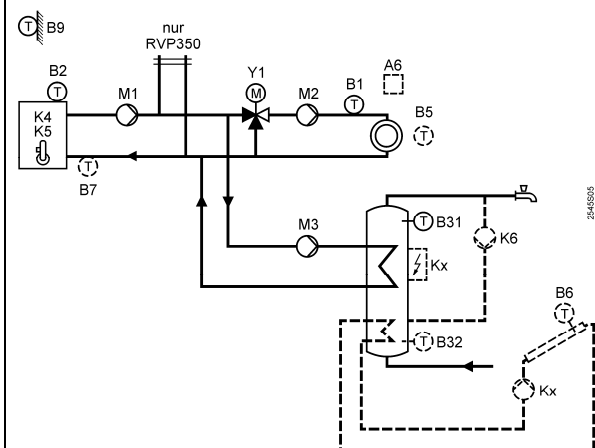 T B9
nur
RVP350
B2
T
M1
Y1
M
M2
B1
T
A6
K4
K5
B5
T
T
B7
2545S05
M3
T B31
K6
Kx
B6
T
T B32
Kx